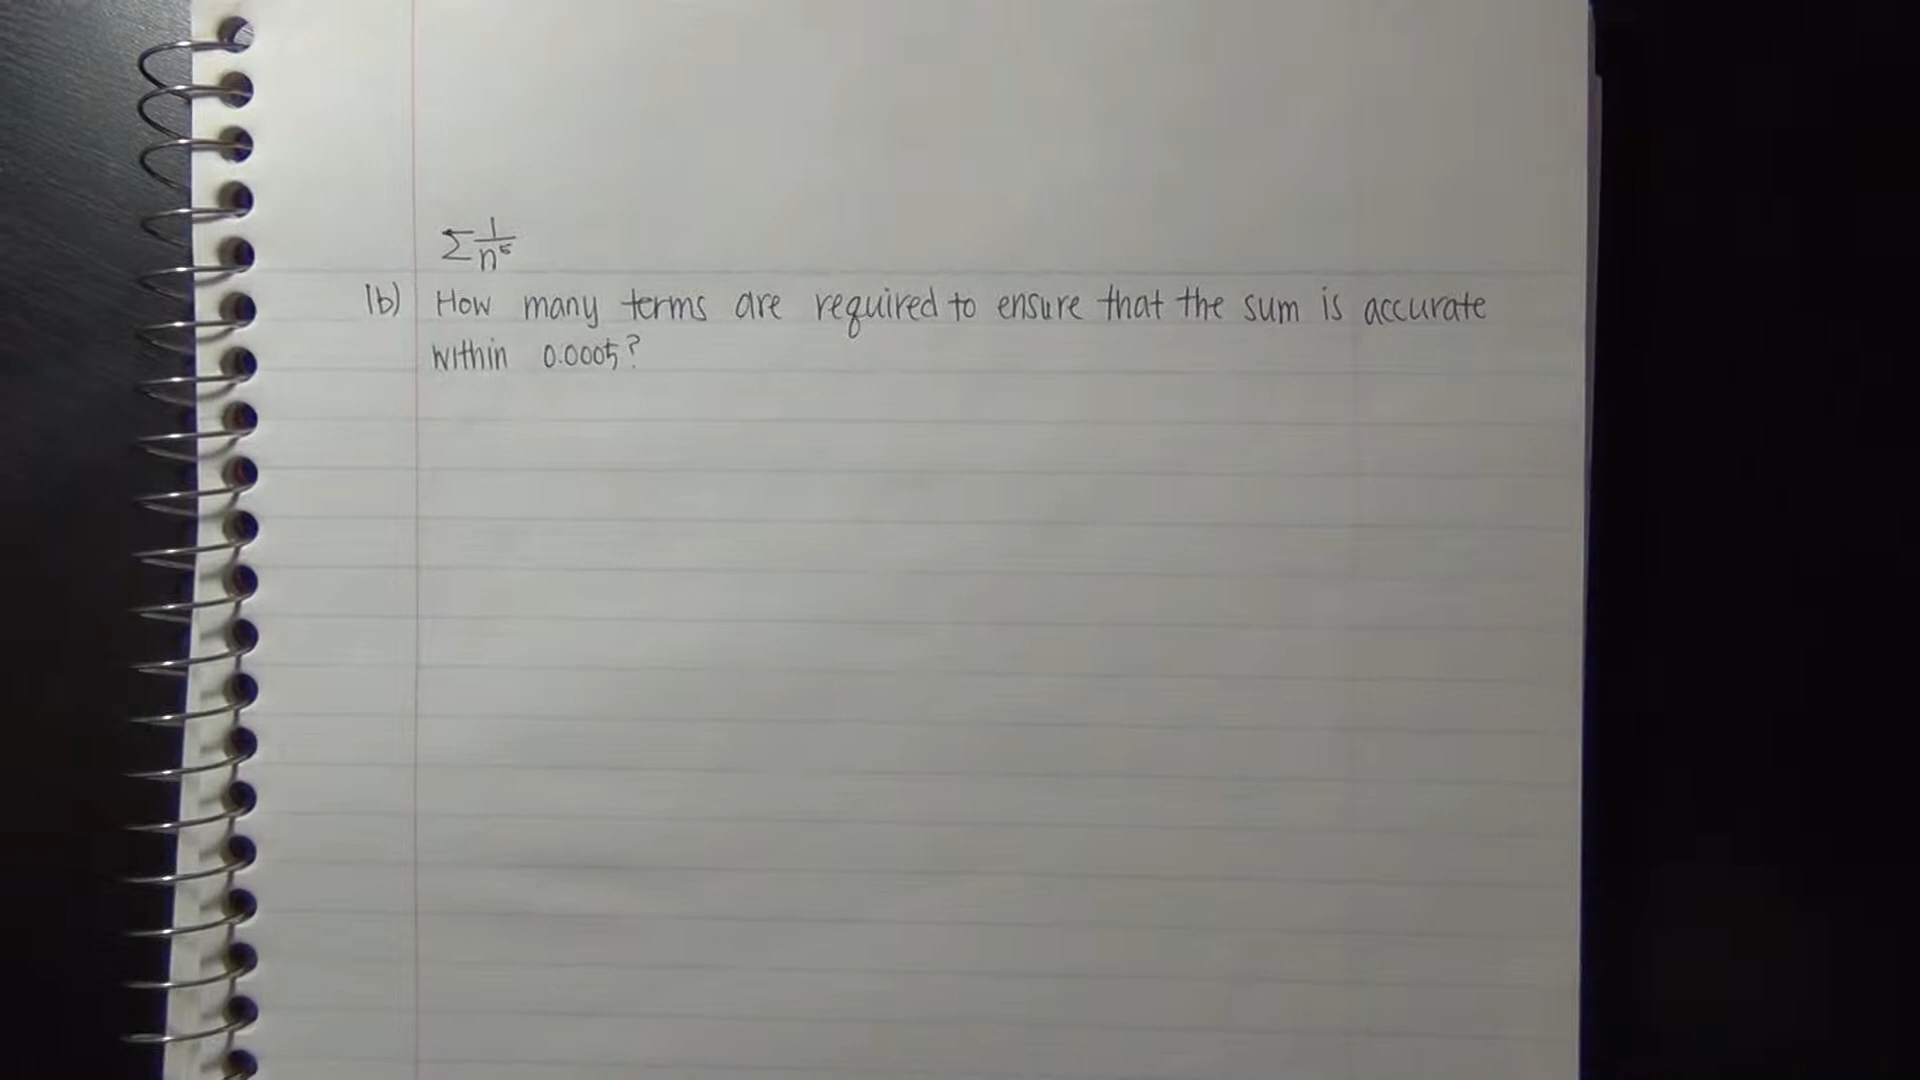 Σ 1/n⁵
1b) How many terms are required to ensure that the sum is accurate
within 0.0005?